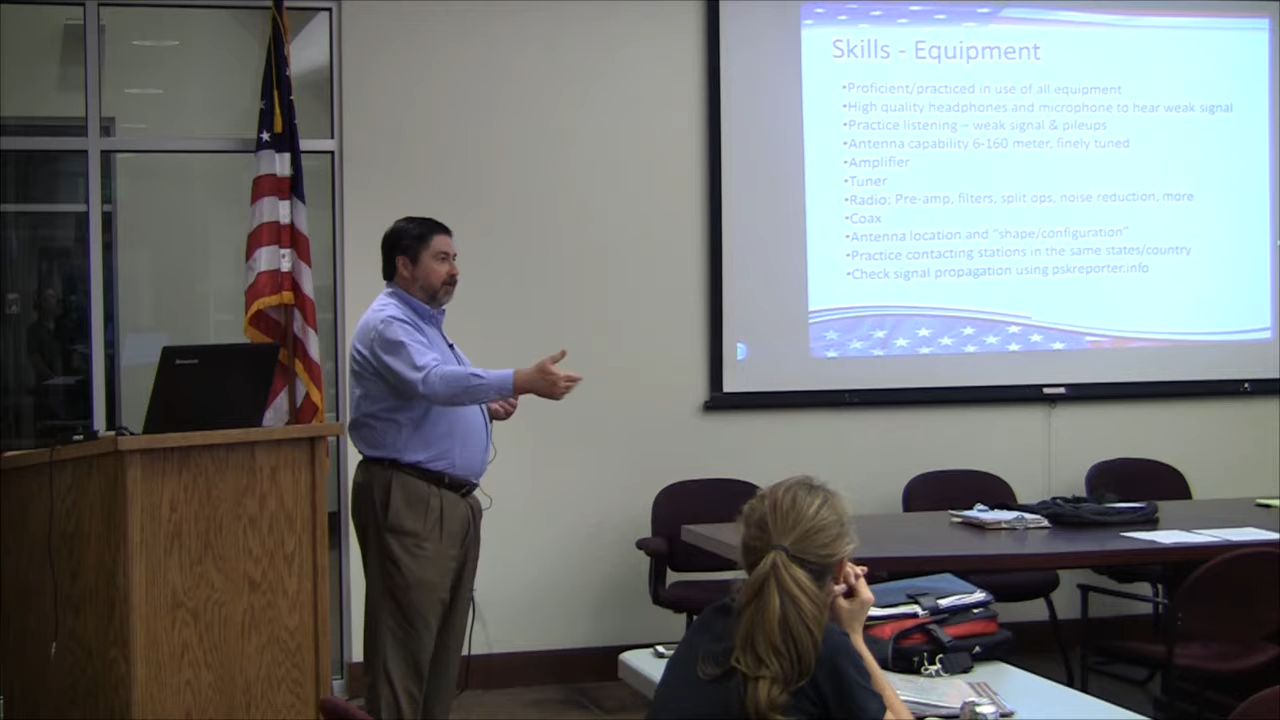 Skills - Equipment
•Proficient/practiced in use of all equipment
•High quality headphones and microphone to hear weak signal
•Practice listening – weak signal & pileups
•Antenna capability 6-160 meter, finely tuned
•Amplifier
•Tuner
•Radio: Pre-amp, filters, split ops, noise reduction, more
•Coax
•Antenna location and "shape/configuration"
•Practice contacting stations in the same states/country
•Check signal propagation using pskreporter.info
lenovo